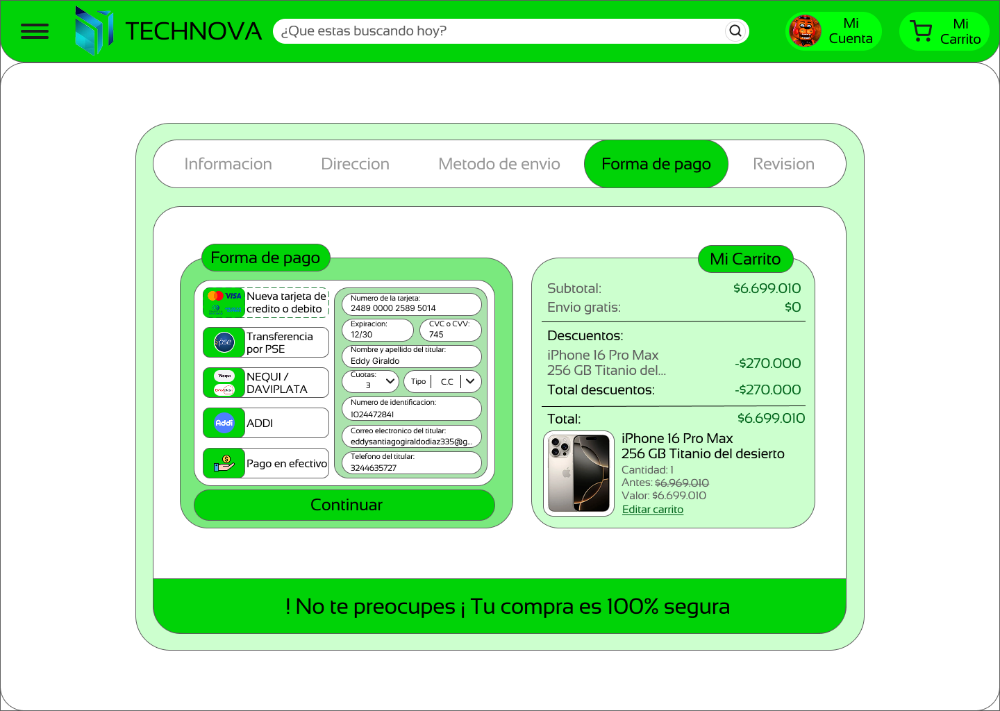 TECHNOVA
¿Que estas buscando hoy?
Mi
Cuenta
Mi
Carrito
Informacion
Direccion
Metodo de envio
Forma de pago
Revision
Forma de pago
VISA
Nueva tarjeta de
credito o debito
pse
Transferencia
por PSE
Nequi
DAVIplata
NEQUI /
DAVIPLATA
Addi
ADDI
Pago en efectivo
Numero de la tarjeta:
2489 0000 2589 5014
Expiracion:
12/30
CVC o CVV:
745
Nombre y apellido del titular:
Eddy Giraldo
Cuotas:
3
Tipo
C.C
Numero de identificacion:
1024472841
Correo electronico del titular:
eddysantiagogiraldodiaz335@g...
Telefono del titular:
3244635727
Continuar
Mi Carrito
Subtotal:
$6.699.010
Envio gratis:
$0
Descuentos:
iPhone 16 Pro Max
256 GB Titanio del...
-$270.000
Total descuentos:
-$270.000
Total:
$6.699.010
iPhone 16 Pro Max
256 GB Titanio del desierto
Cantidad: 1
Antes: $6.969.010
Valor: $6.699.010
Editar carrito
! No te preocupes ¡ Tu compra es 100% segura